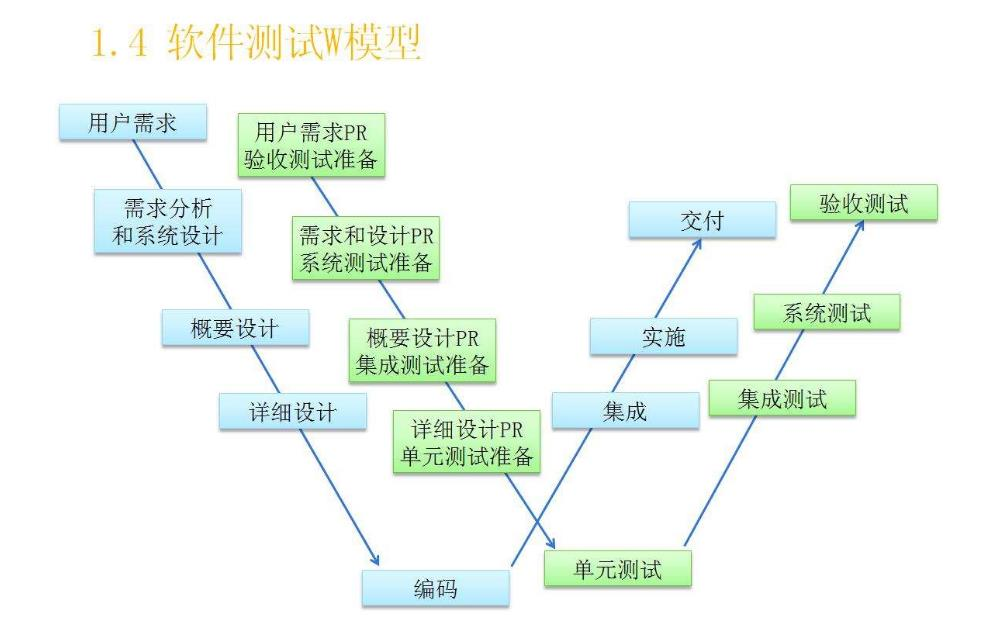 1.4 软件测试W模型
用户需求
需求分析
和系统设计
概要设计
详细设计
编码
用户需求PR
验收测试准备
需求和设计PR
系统测试准备
概要设计PR
集成测试准备
详细设计PR
单元测试准备
单元测试
交付
实施
集成
验收测试
系统测试
集成测试